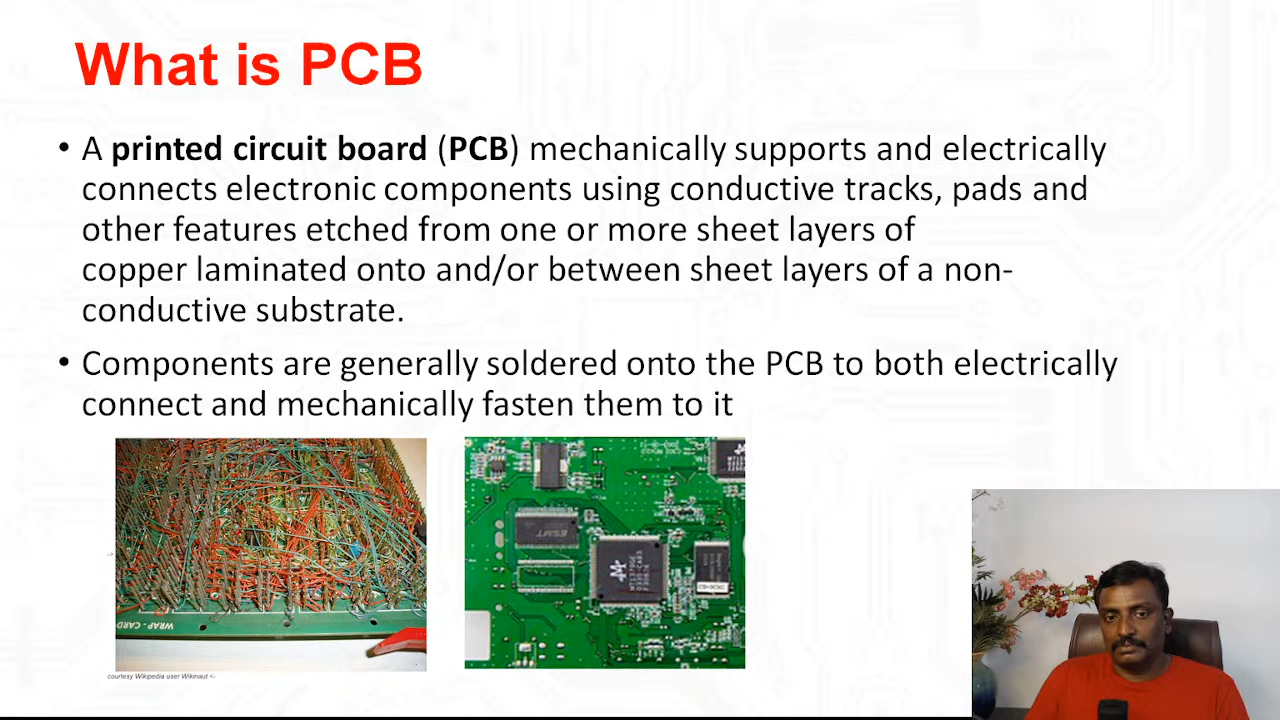 What is PCB
• A printed circuit board (PCB) mechanically supports and electrically
connects electronic components using conductive tracks, pads and
other features etched from one or more sheet layers of
copper laminated onto and/or between sheet layers of a non-
conductive substrate.
• Components are generally soldered onto the PCB to both electrically
connect and mechanically fasten them to it
WRAP-CARD
ESMT
courtesy Wikipedia user Wikinaut <-